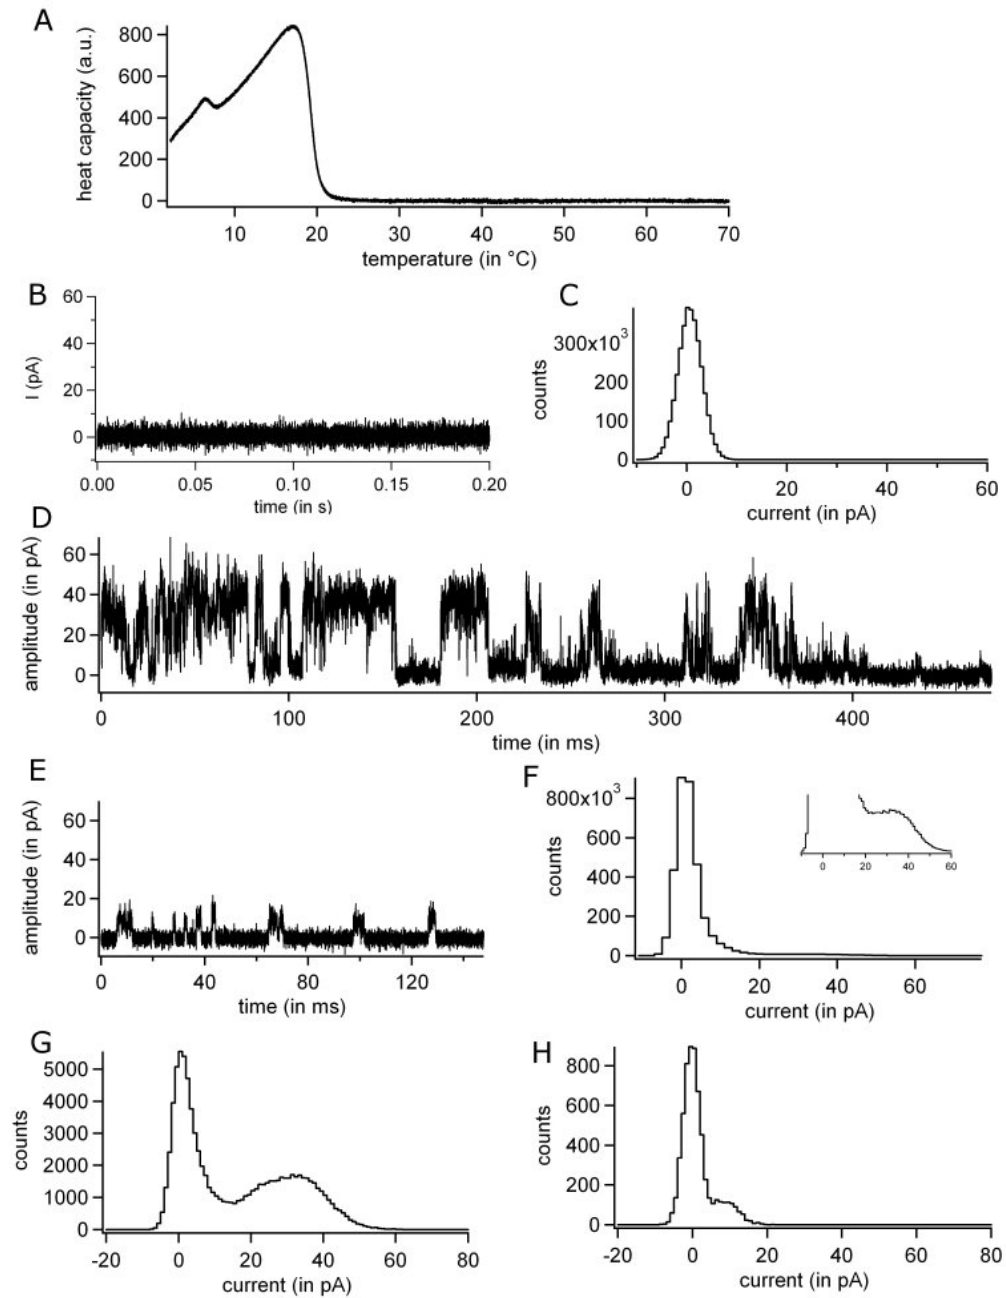 A
heat capacity (a.u.)
800
600
400
200
0
10 20 30 40 50 60 70
temperature (in °C)
B
I (pA)
60
40
20
0
0.00 0.05 0.10 0.15 0.20
time (in s)
C
counts
300x10³
200
100
0
0 20 40 60
current (in pA)
D
amplitude (in pA)
60
40
20
0
0 100 200 300 400
time (in ms)
E
amplitude (in pA)
60
40
20
0
0 40 80 120
time (in ms)
F
counts
800x10³
600
400
200
0
0 20 40 60
0 20 40 60
current (in pA)
G
counts
5000
4000
3000
2000
1000
0
-20 0 20 40 60 80
current (in pA)
H
counts
800
600
400
200
0
-20 0 20 40 60 80
current (in pA)